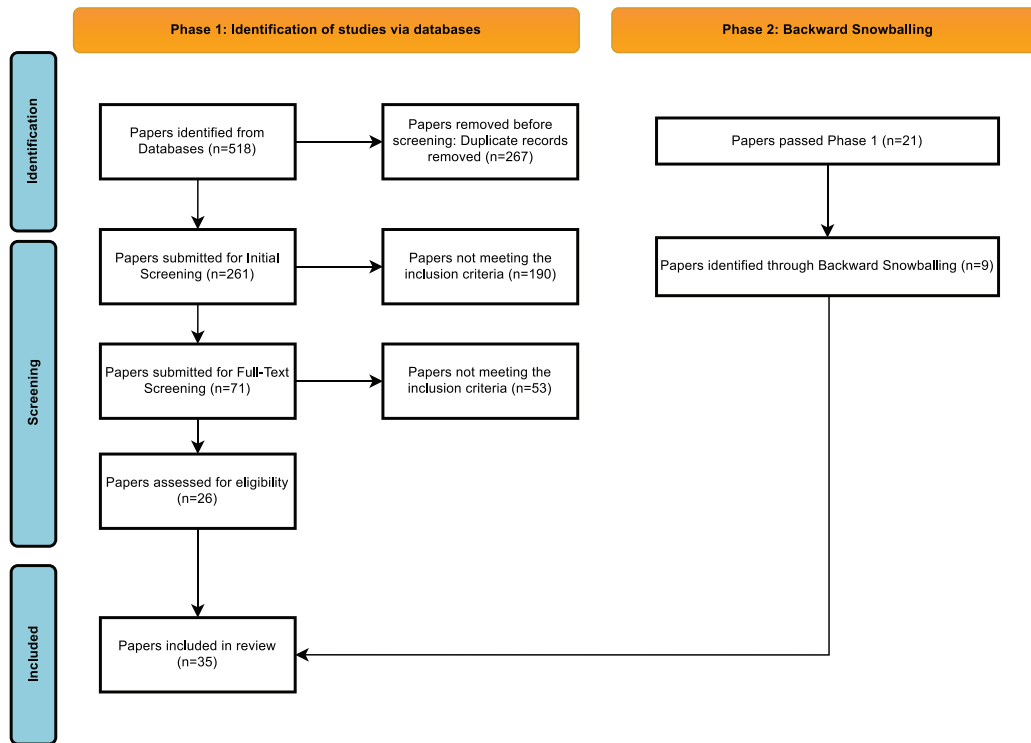 Phase 1: Identification of studies via databases
Phase 2: Backward Snowballing
Identification
Papers identified from
Databases (n=518)
Papers removed before
screening: Duplicate records
removed (n=267)
Papers passed Phase 1 (n=21)
Screening
Papers submitted for Initial
Screening (n=261)
Papers not meeting the
inclusion criteria (n=190)
Papers identified through Backward Snowballing (n=9)
Papers submitted for Full-Text
Screening (n=71)
Papers not meeting the
inclusion criteria (n=53)
Papers assessed for eligibility
(n=26)
Included
Papers included in review
(n=35)